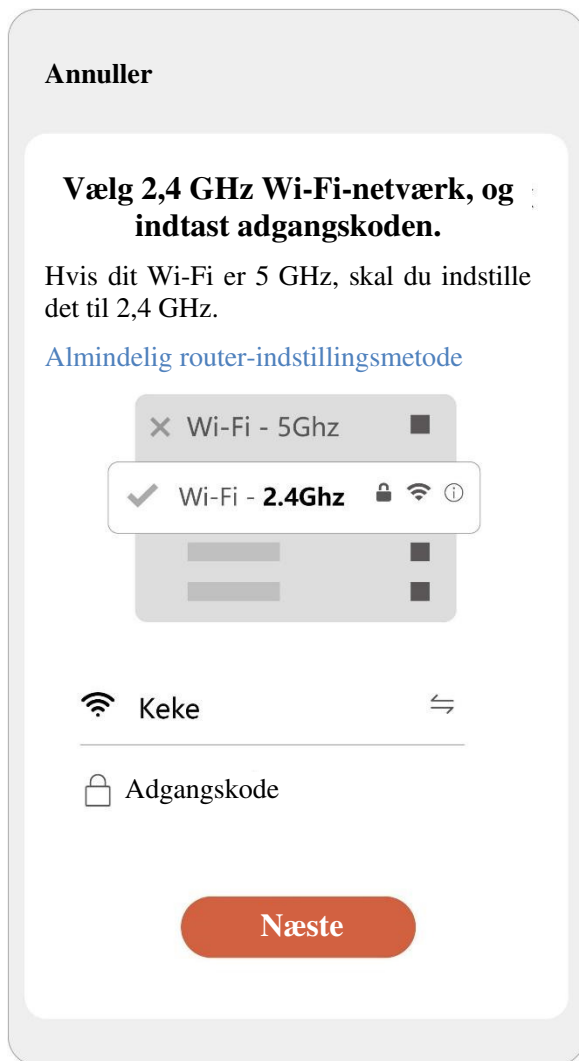 Annuller
Vælg 2,4 GHz Wi-Fi-netværk, og
indtast adgangskoden.
Hvis dit Wi-Fi er 5 GHz, skal du indstille
det til 2,4 GHz.
Almindelig router-indstillingsmetode
Wi-Fi - 5Ghz
Wi-Fi - 2.4Ghz
Keke
Adgangskode
Næste